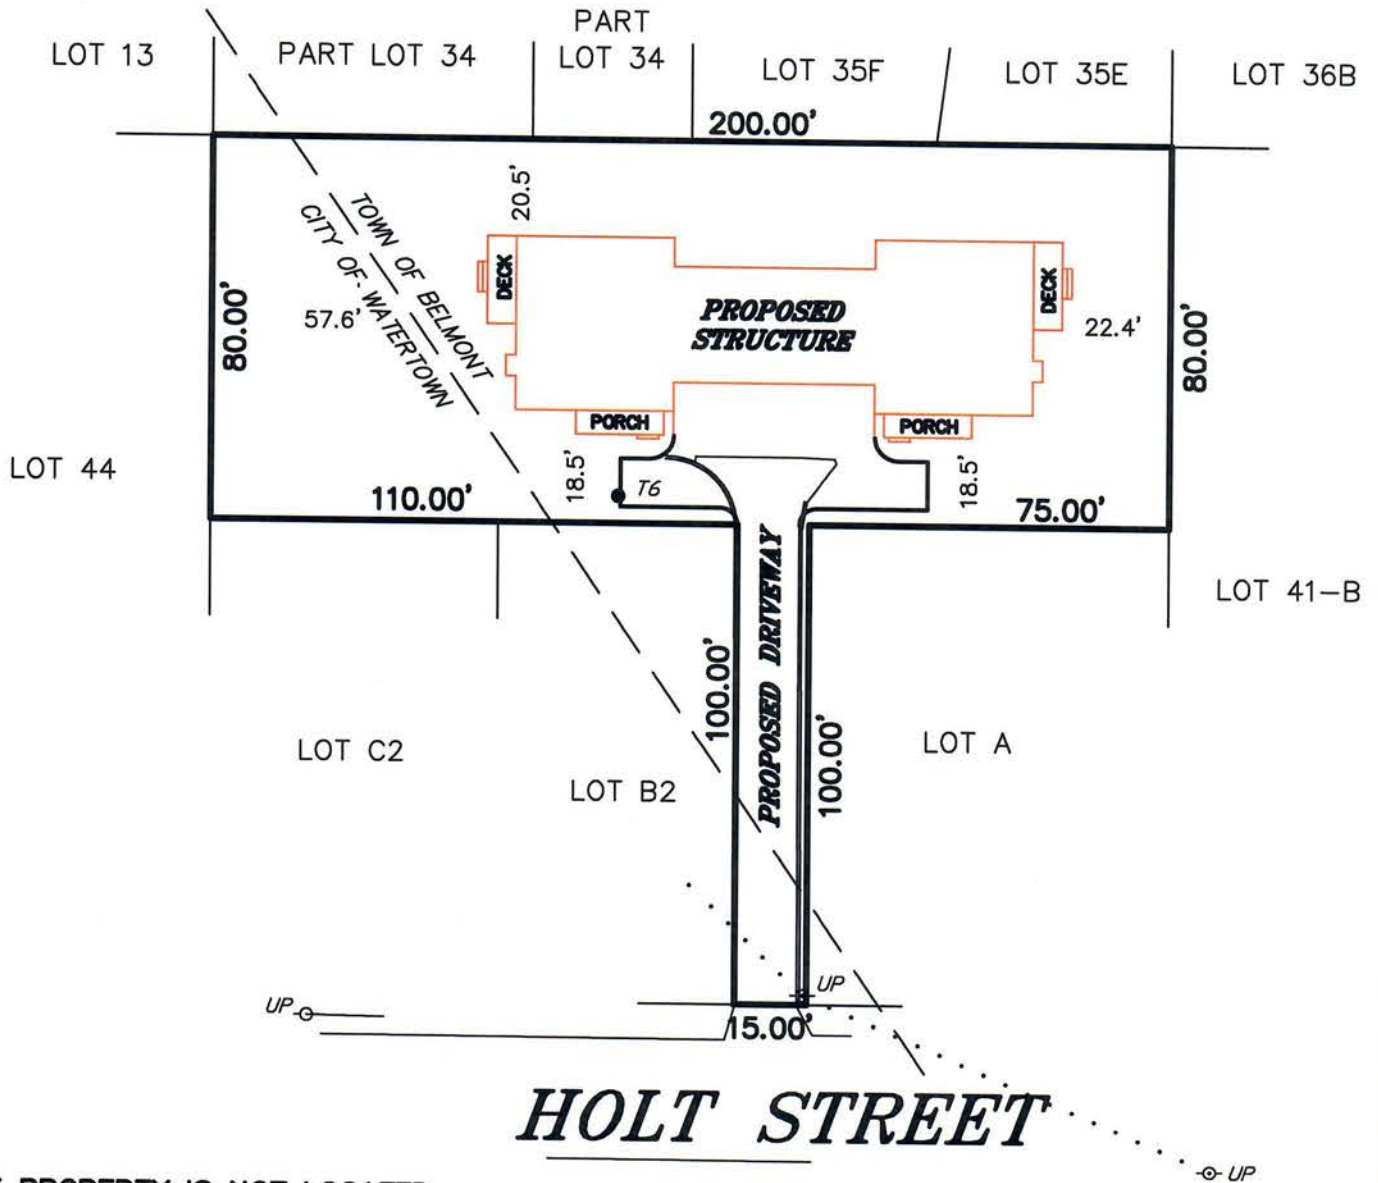 PART
LOT 13
PART LOT 34
LOT 34
LOT 35F
LOT 35E
LOT 36B
200.00'
20.5'
TOWN OF BELMONT
CITY OF WATERTOWN
DECK
DECK
80.00'
57.6'
PROPOSED
STRUCTURE
22.4'
80.00'
PORCH
PORCH
LOT 44
18.5'
T6
18.5'
110.00'
75.00'
LOT 41-B
PROPOSED DRIVEWAY
100.00'
100.00'
LOT C2
LOT A
LOT B2
UP
UP
15.00'
HOLT STREET
UP